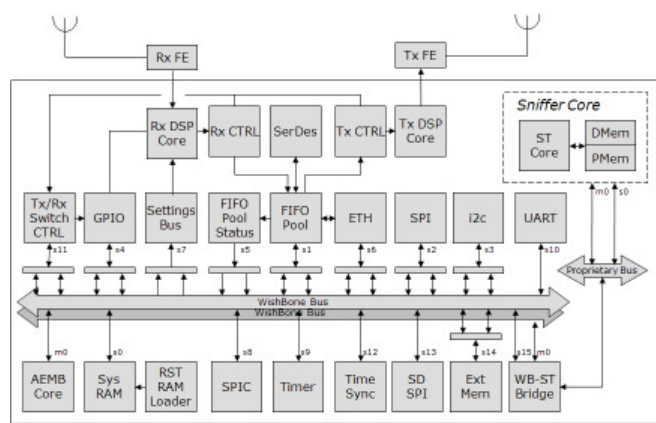 Rx FE
Tx FE
Sniffer Core
Rx DSP
Core
Rx CTRL
SerDes
Tx CTRL
Tx DSP
Core
ST
Core
DMem
PMem
m0
s0
Tx/Rx
Switch
CTRL
GPIO
Settings
Bus
FIFO
Pool
Status
FIFO
Pool
ETH
SPI
i2c
UART
s11
s4
s7
s5
s1
s6
s2
s3
s10
Proprietary Bus
WishBone Bus
WishBone Bus
m0
s0
s8
s9
s12
s13
s14
s15
m0
AEMB
Core
Sys
RAM
RST
RAM
Loader
SPIC
Timer
Time
Sync
SD
SPI
Ext
Mem
WB-ST
Bridge